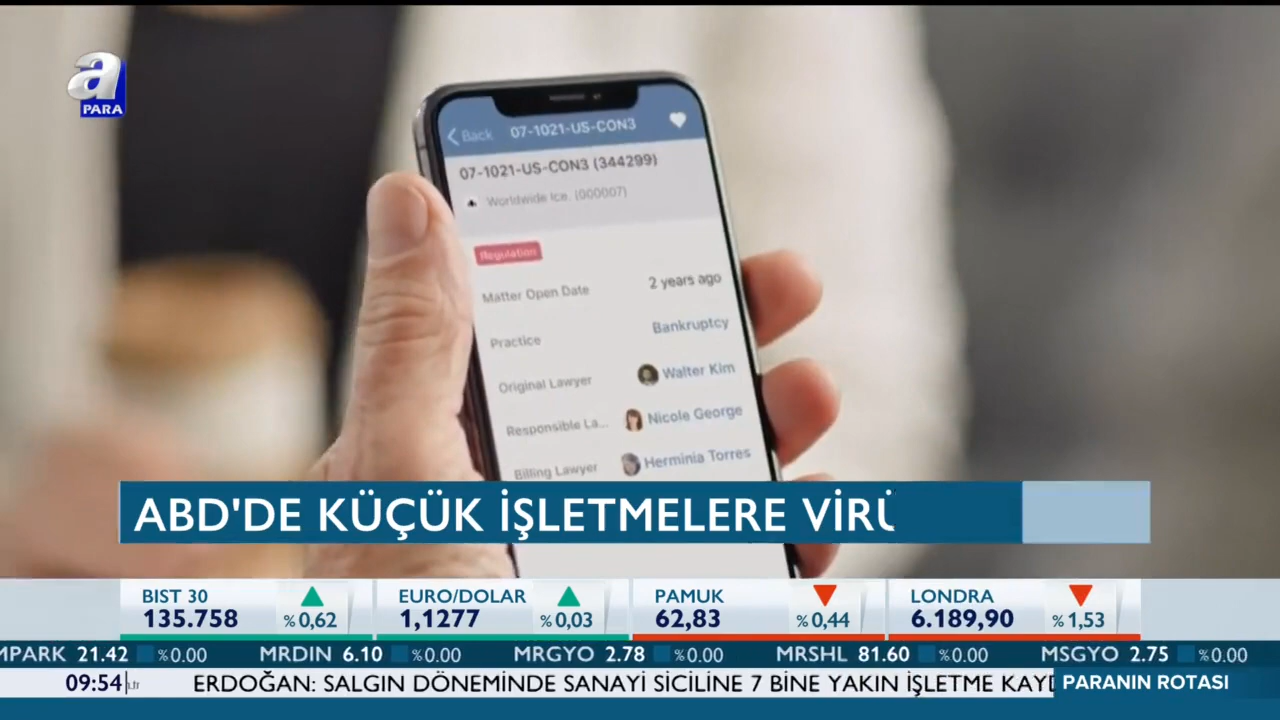 a
PARA
Back 07-1021-US-CON3
07-1021-US-CON3 (344299)
Worldwide Ice. (000007)
Regulation
Matter Open Date 2 years ago
Practice Bankruptcy
Original Lawyer Walter Kim
Responsible La... Nicole George
Billing Lawyer Herminia Torres
ABD'DE KÜÇÜK İŞLETMELERE VİRÜ
BIST 30 EURO/DOLAR PAMUK LONDRA
135.758 %0,62 1,1277 %0,03 62,83 %0,44 6.189,90 %1,53
MPARK 21.42 %0.00 MRDIN 6.10 %0.00 MRGYO 2.78 %0.00 MRSHL 81.60 %0.00 MSGYO 2.75 %0.00
09:54 ERDOĞAN: SALGIN DÖNEMİNDE SANAYİ SİCİLİNE 7 BİNE YAKIN İŞLETME KAYD PARANIN ROTASI